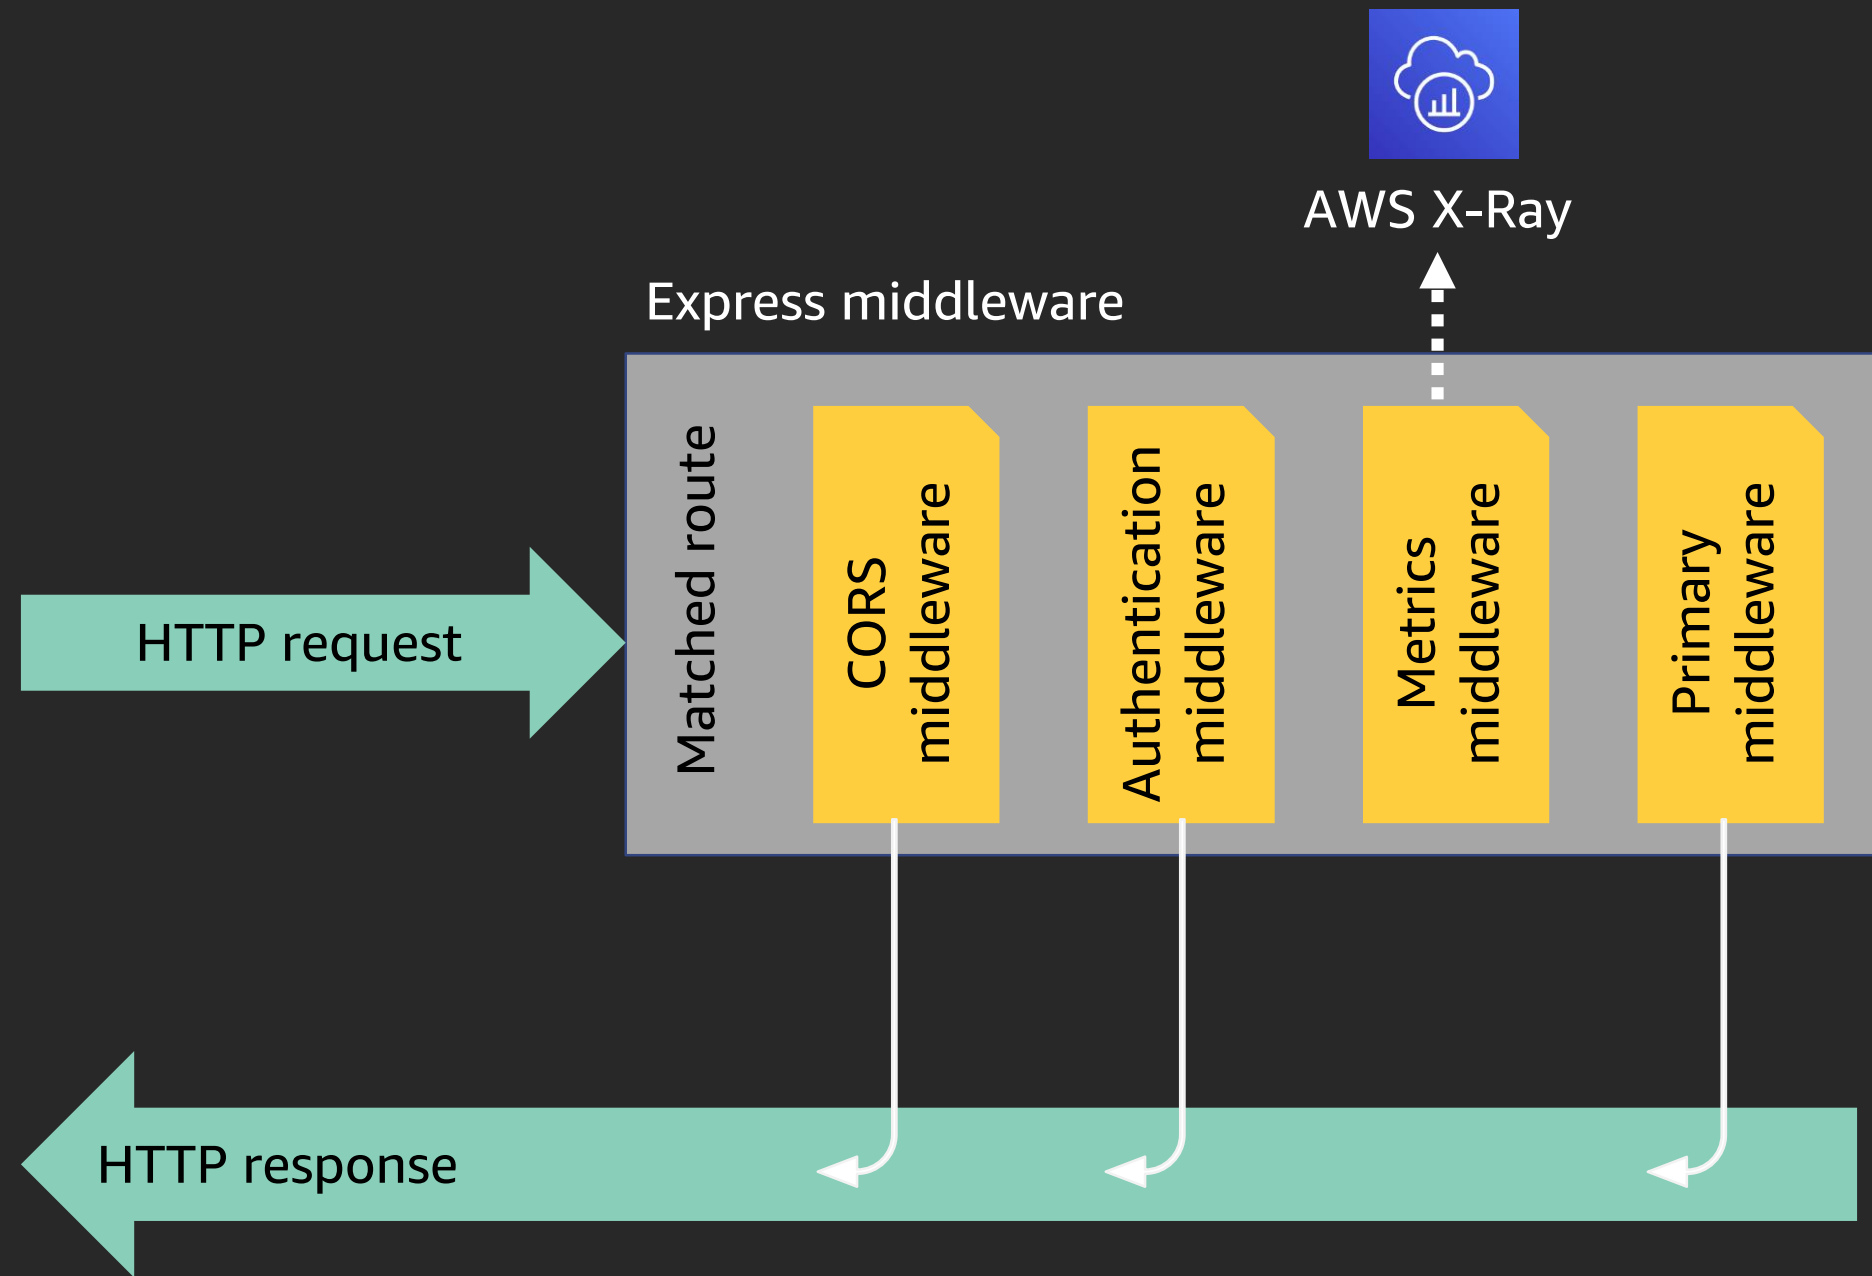 AWS X-Ray
Express middleware
Matched route
CORS
middleware
Authentication
middleware
Metrics
middleware
Primary
middleware
HTTP request
HTTP response